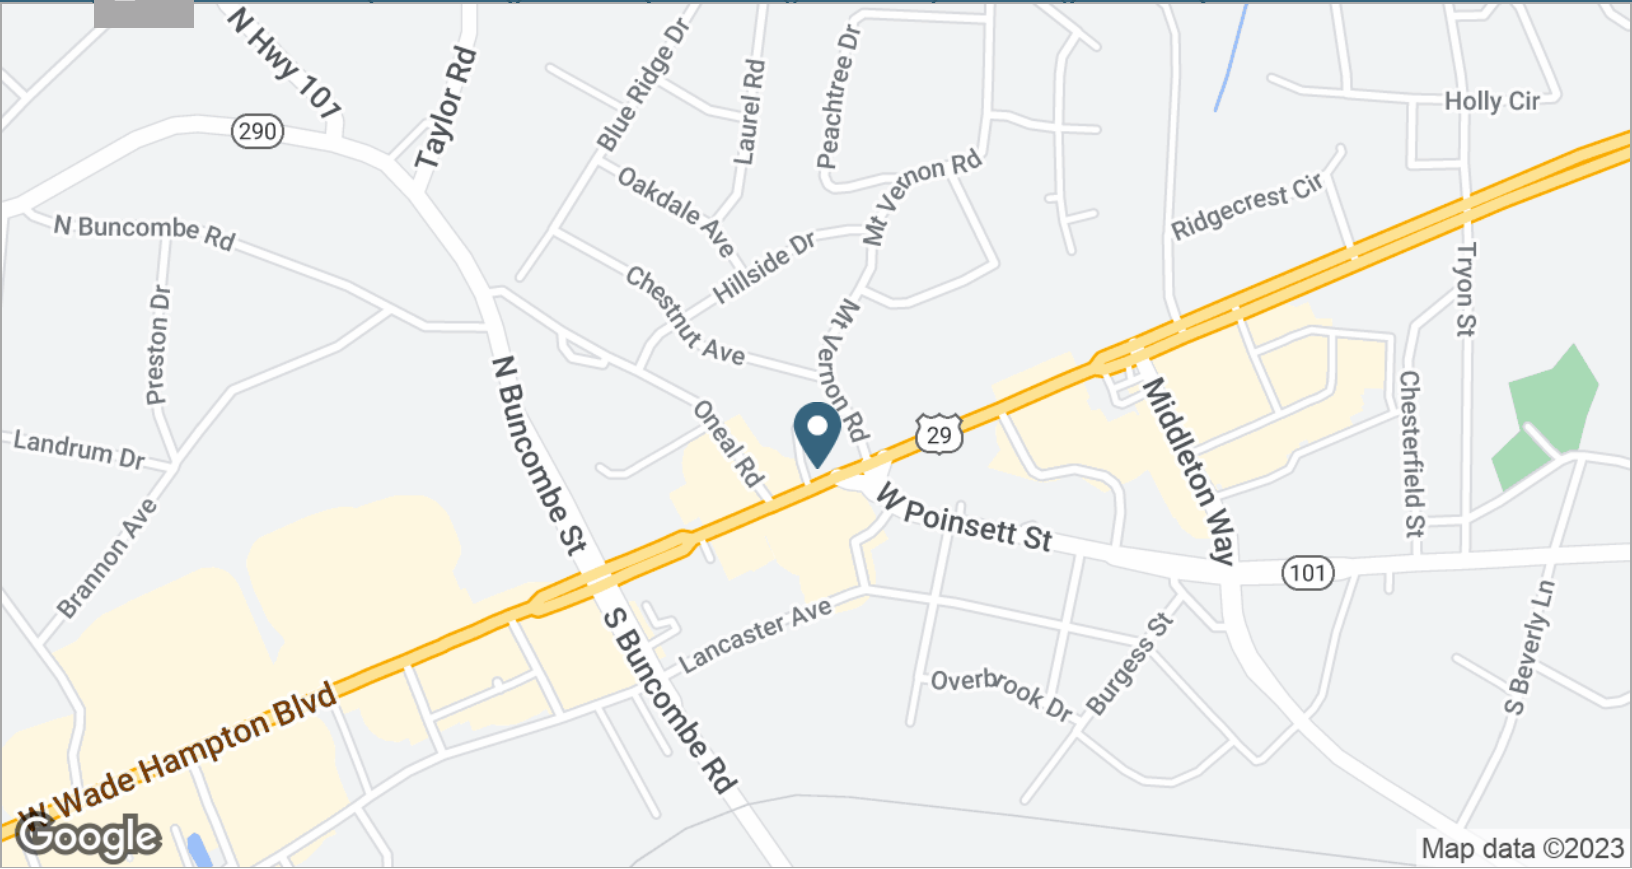 N Hwy 107
Taylor Rd
Blue Ridge Dr
Laurel Rd
Peachtree Dr
Holly Cir
290
Mt Vernon Rd
Oakdale Ave
Ridgecrest Cir
N Buncombe Rd
Hillside Dr
Tryon St
Preston Dr
Chestnut Ave
Mt Vernon Rd
N Buncombe St
Oneal Rd
29
Middleton Way
Chesterfield St
Landrum Dr
W Poinsett St
Brannon Ave
101
S Buncombe Rd
Lancaster Ave
Overbrook Dr
Burgess St
S Beverly Ln
W Wade Hampton Blvd
Google
Map data ©2023